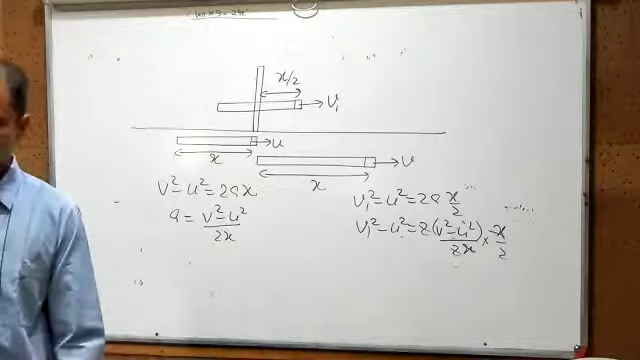 x/2
V₁
u
x
v
x
v²-u²=2ax
a = (v²-u²)/2x
V₁²-u²=2a x/2
V₁²-u²=2(v²-u²)/2x × x/2